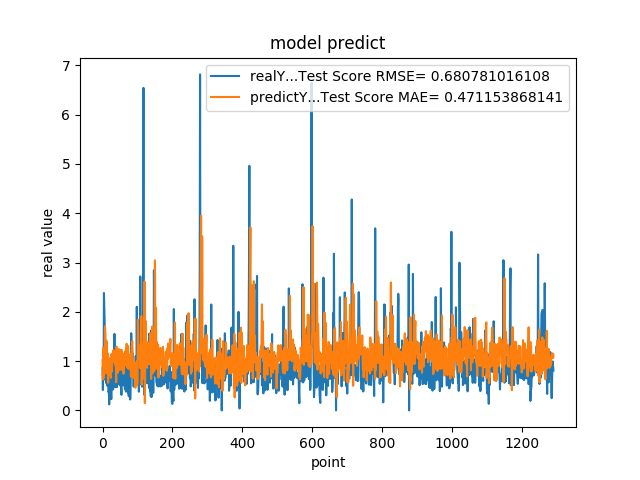 model predict
realY...Test Score RMSE= 0.680781016108
predictY...Test Score MAE= 0.471153868141
real value
7
6
5
4
3
2
1
0
0 200 400 600 800 1000 1200
point